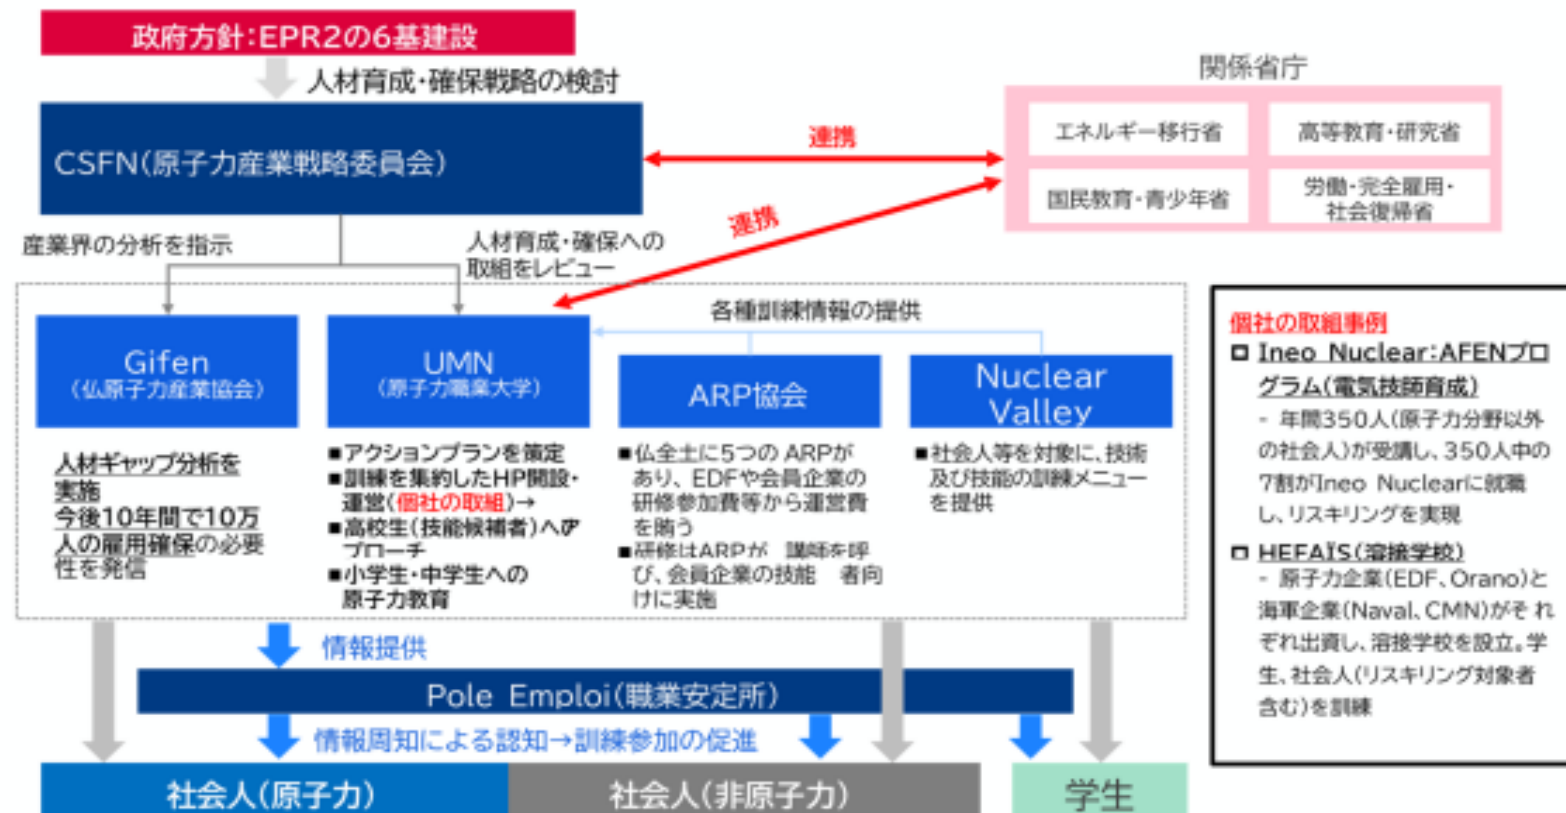 政府方針:EPR2の6基建設
人材育成・確保戦略の検討
関係省庁
CSFN(原子力産業戦略委員会)
連携
エネルギー移行省
高等教育・研究省
国民教育・青少年省
労働・完全雇用・
社会復帰省
連携
産業界の分析を指示
人材育成・確保への
取組をレビュー
各種訓練情報の提供
Gifen
(仏原子力産業協会)
UMN
(原子力職業大学)
ARP協会
Nuclear
Valley
人材ギャップ分析を
実施
今後10年間で10万
人の雇用確保の必要
性を発信
■アクションプランを策定
■訓練を集約したHP開設・
運営(個社の取組)→
■高校生(技能候補者)へア
プローチ
■小学生・中学生への
原子力教育
■仏全土に5つの ARPが
あり、EDFや会員企業の
研修参加費等から運営費
を賄う
■研修はARPが 講師を呼
び、会員企業の技能 者向
けに実施
■社会人等を対象に、技術
及び技能の訓練メニュー
を提供
個社の取組事例
□ Ineo Nuclear:AFENプロ
グラム(電気技師育成)
- 年間350人(原子力分野以外
の社会人)が受講し、350人中の
7割がIneo Nuclearに就職
し、リスキリングを実現
□ HEFAÏS(溶接学校)
- 原子力企業(EDF、Orano)と
海軍企業(Naval、CMN)がそ れ
ぞれ出資し、溶接学校を設立。学
生、社会人(リスキリング対象者
含む)を訓練
情報提供
Pole Emploi(職業安定所)
情報周知による認知→訓練参加の促進
社会人(原子力)
社会人(非原子力)
学生